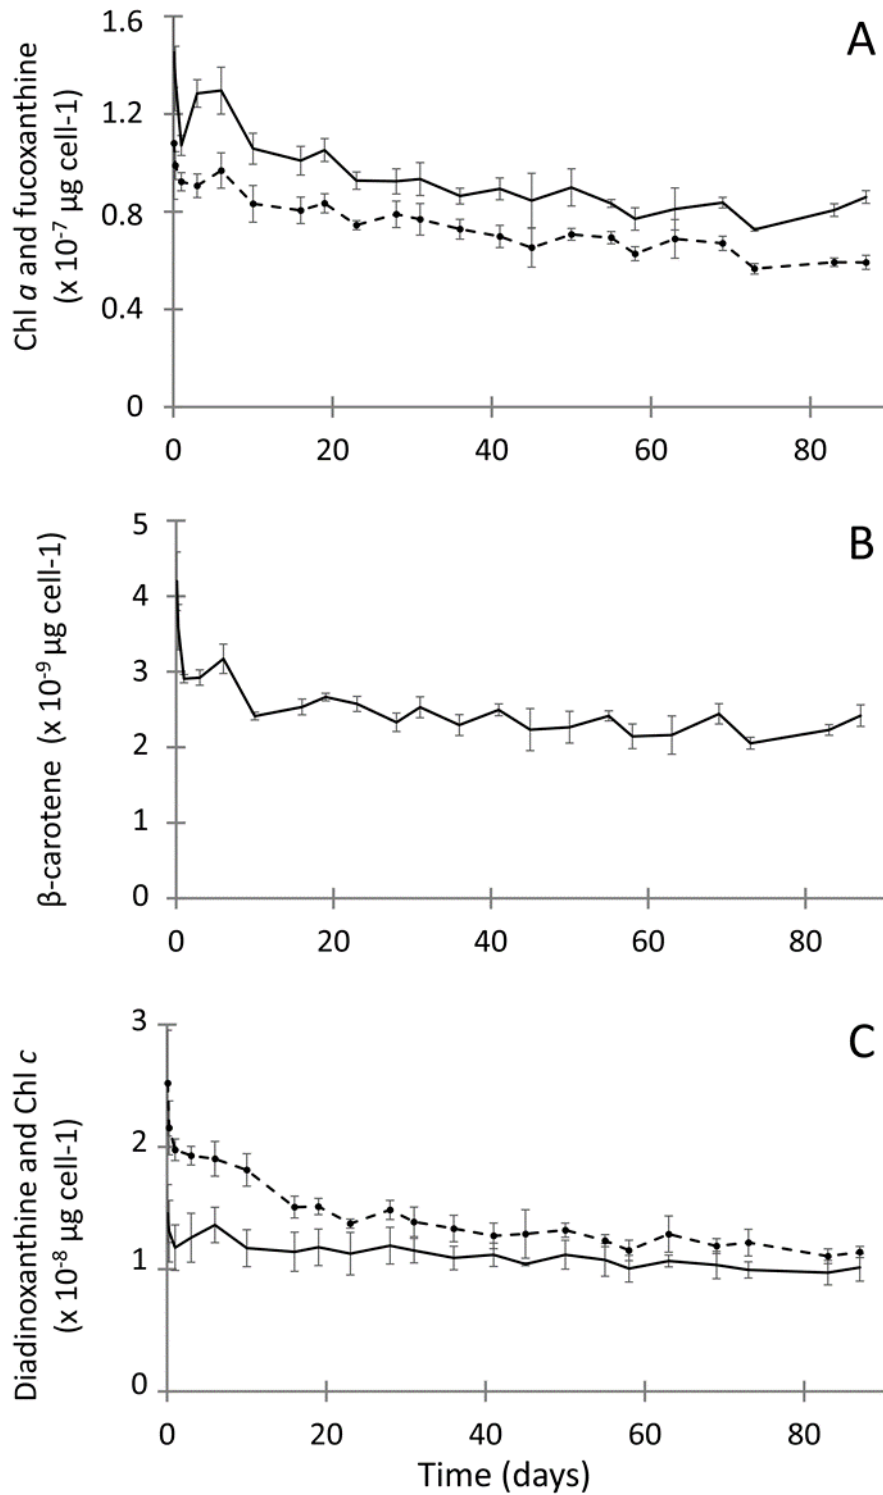 A
Chl a and fucoxanthine
(x 10⁻⁷ µg cell-1)
1.6
1.2
0.8
0.4
0
0 20 40 60 80
B
β-carotene (x 10⁻⁹ µg cell-1)
5
4
3
2
1
0
0 20 40 60 80
C
Diadinoxanthine and Chl c
(x 10⁻⁸ µg cell-1)
3
2
1
0
0 20 40 60 80
Time (days)